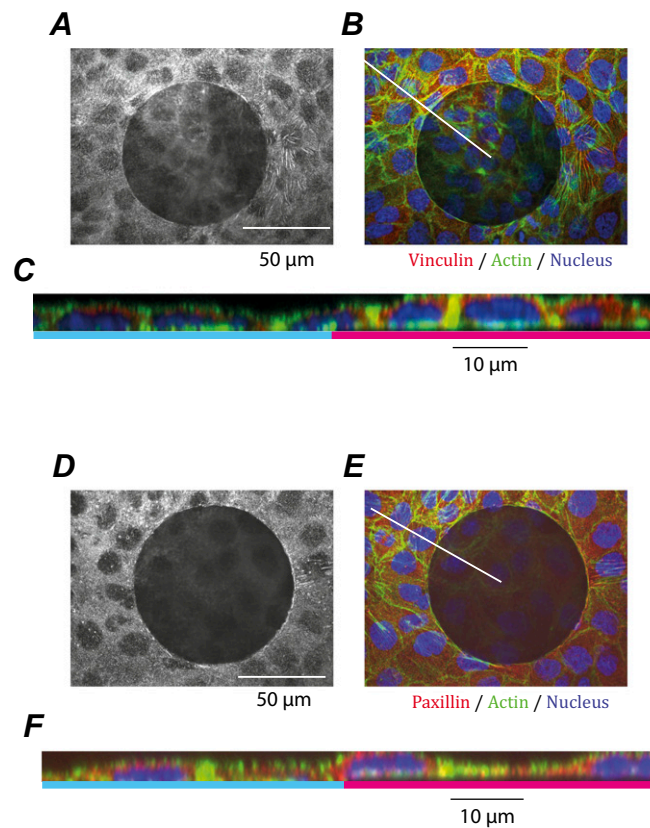 A
B
50 µm
Vinculin / Actin / Nucleus
C
10 µm
D
E
50 µm
Paxillin / Actin / Nucleus
F
10 µm